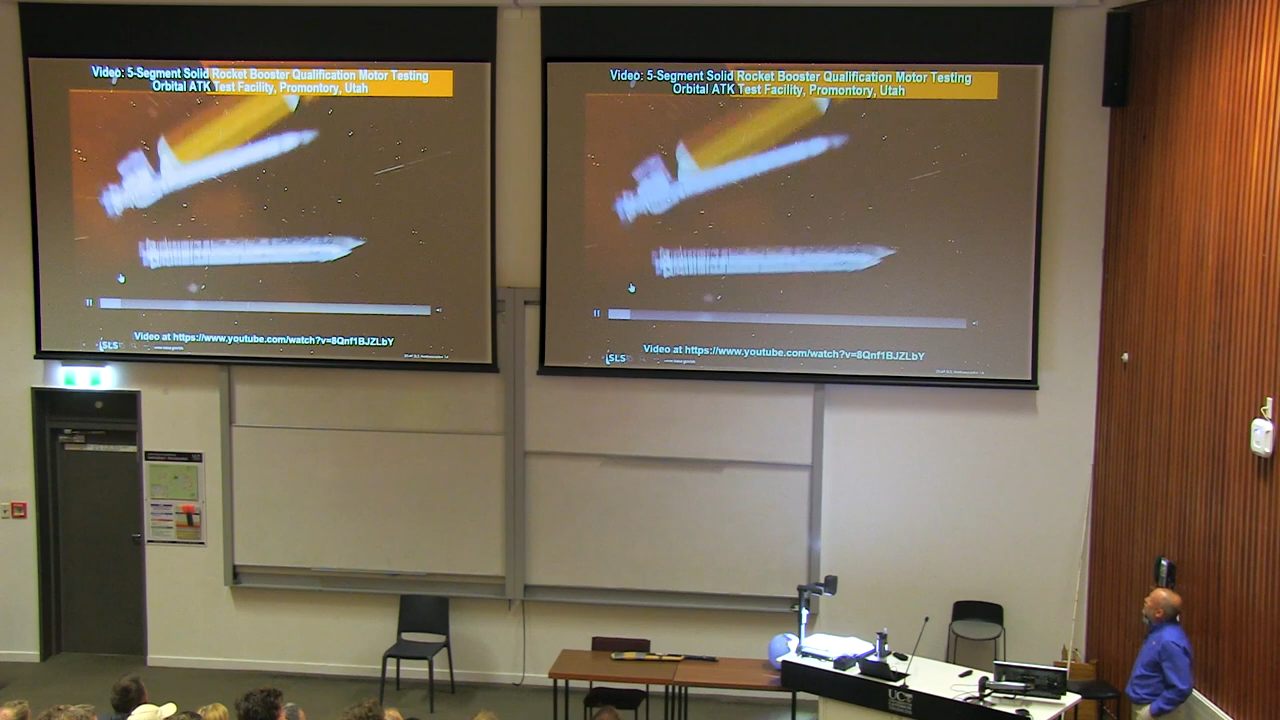 Video: 5-Segment Solid Rocket Booster Qualification Motor Testing
Orbital ATK Test Facility, Promontory, Utah
Video at https://www.youtube.com/watch?v=8Qnf1BJZLbY
SLS
Video: 5-Segment Solid Rocket Booster Qualification Motor Testing
Orbital ATK Test Facility, Promontory, Utah
Video at https://www.youtube.com/watch?v=8Qnf1BJZLbY
SLS